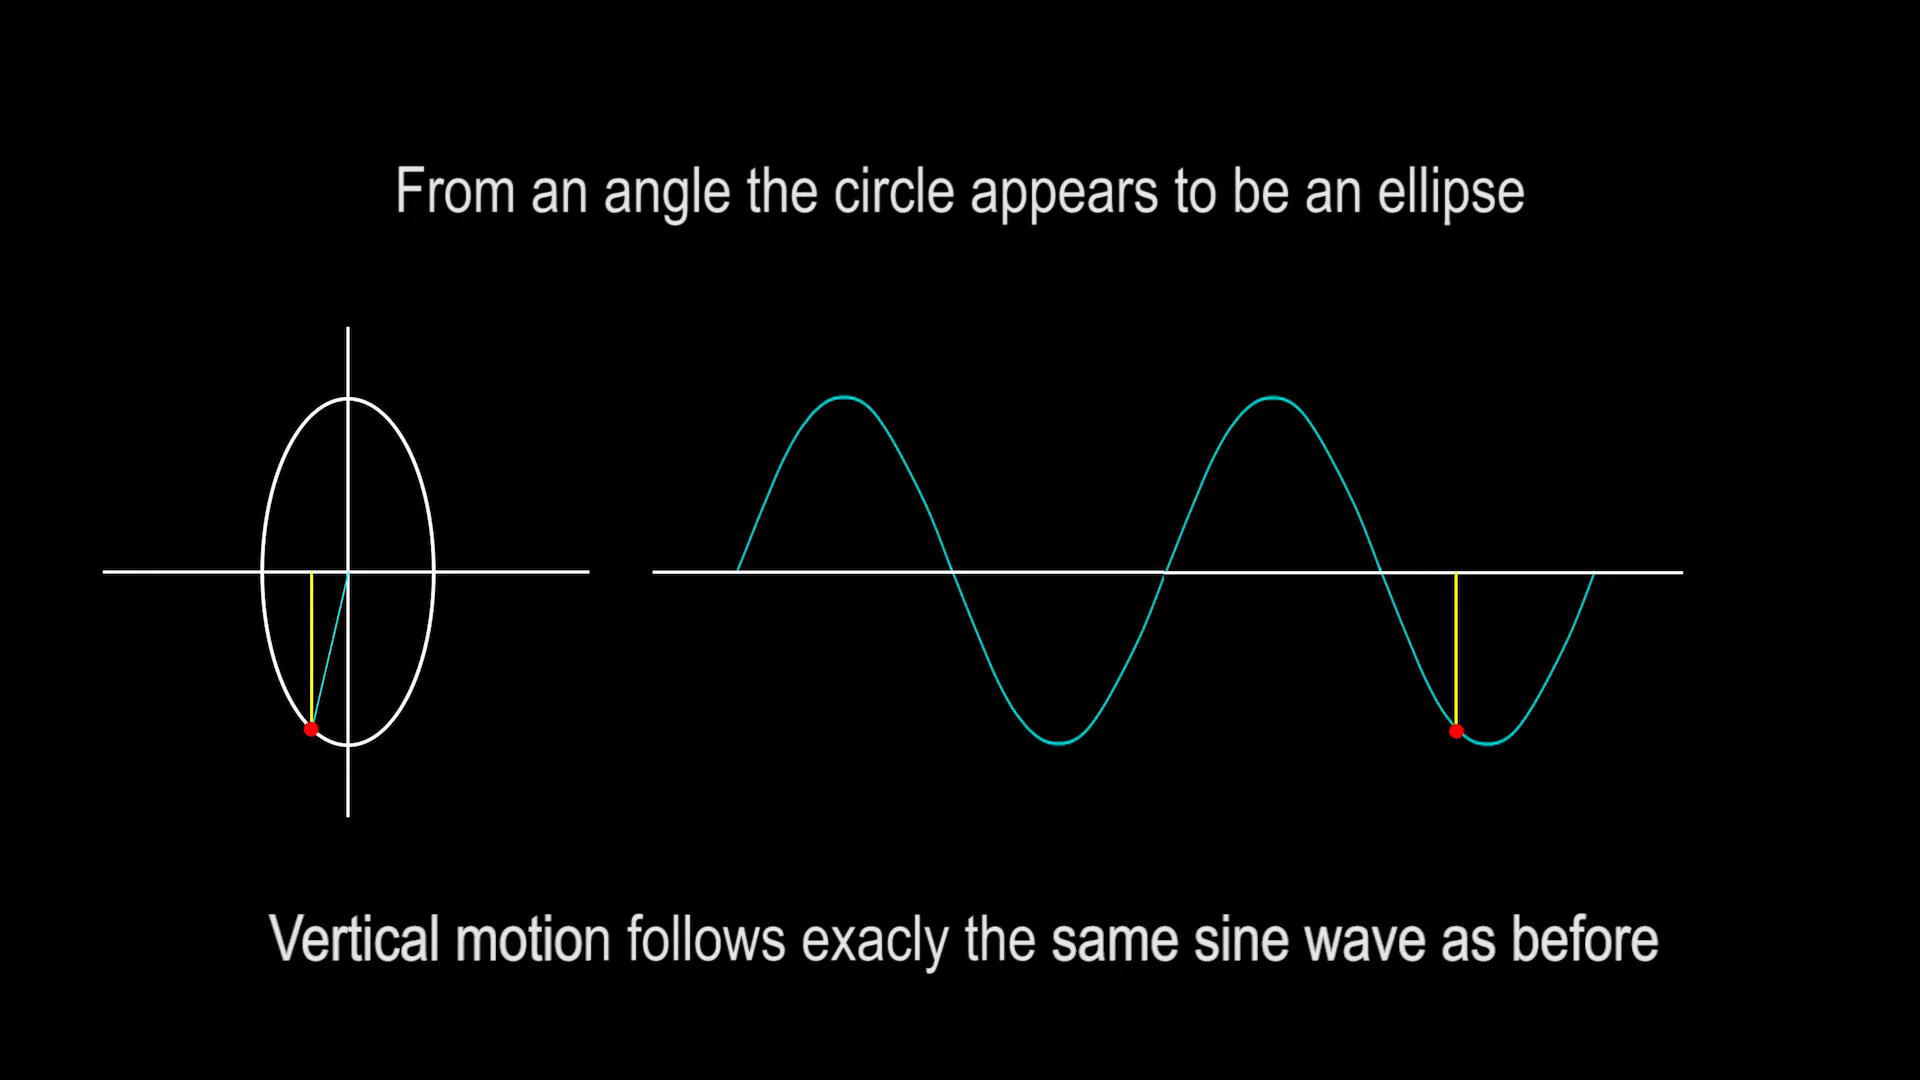 From an angle the circle appears to be an ellipse
Vertical motion follows exacly the same sine wave as before